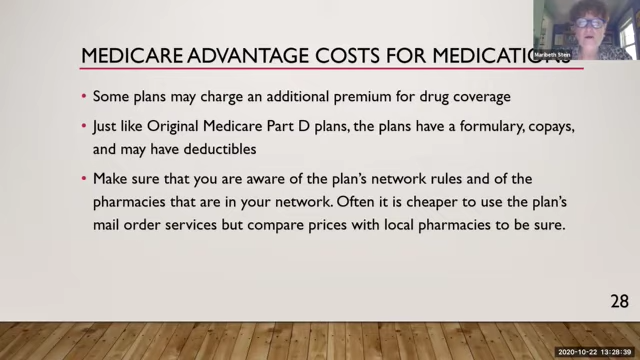 MEDICARE ADVANTAGE COSTS FOR MEDICATIONS
Maribeth Stein
• Some plans may charge an additional premium for drug coverage
• Just like Original Medicare Part D plans, the plans have a formulary, copays,
and may have deductibles
• Make sure that you are aware of the plan's network rules and of the
pharmacies that are in your network. Often it is cheaper to use the plan's
mail order services but compare prices with local pharmacies to be sure.
28
2020-10-22 13:28:39